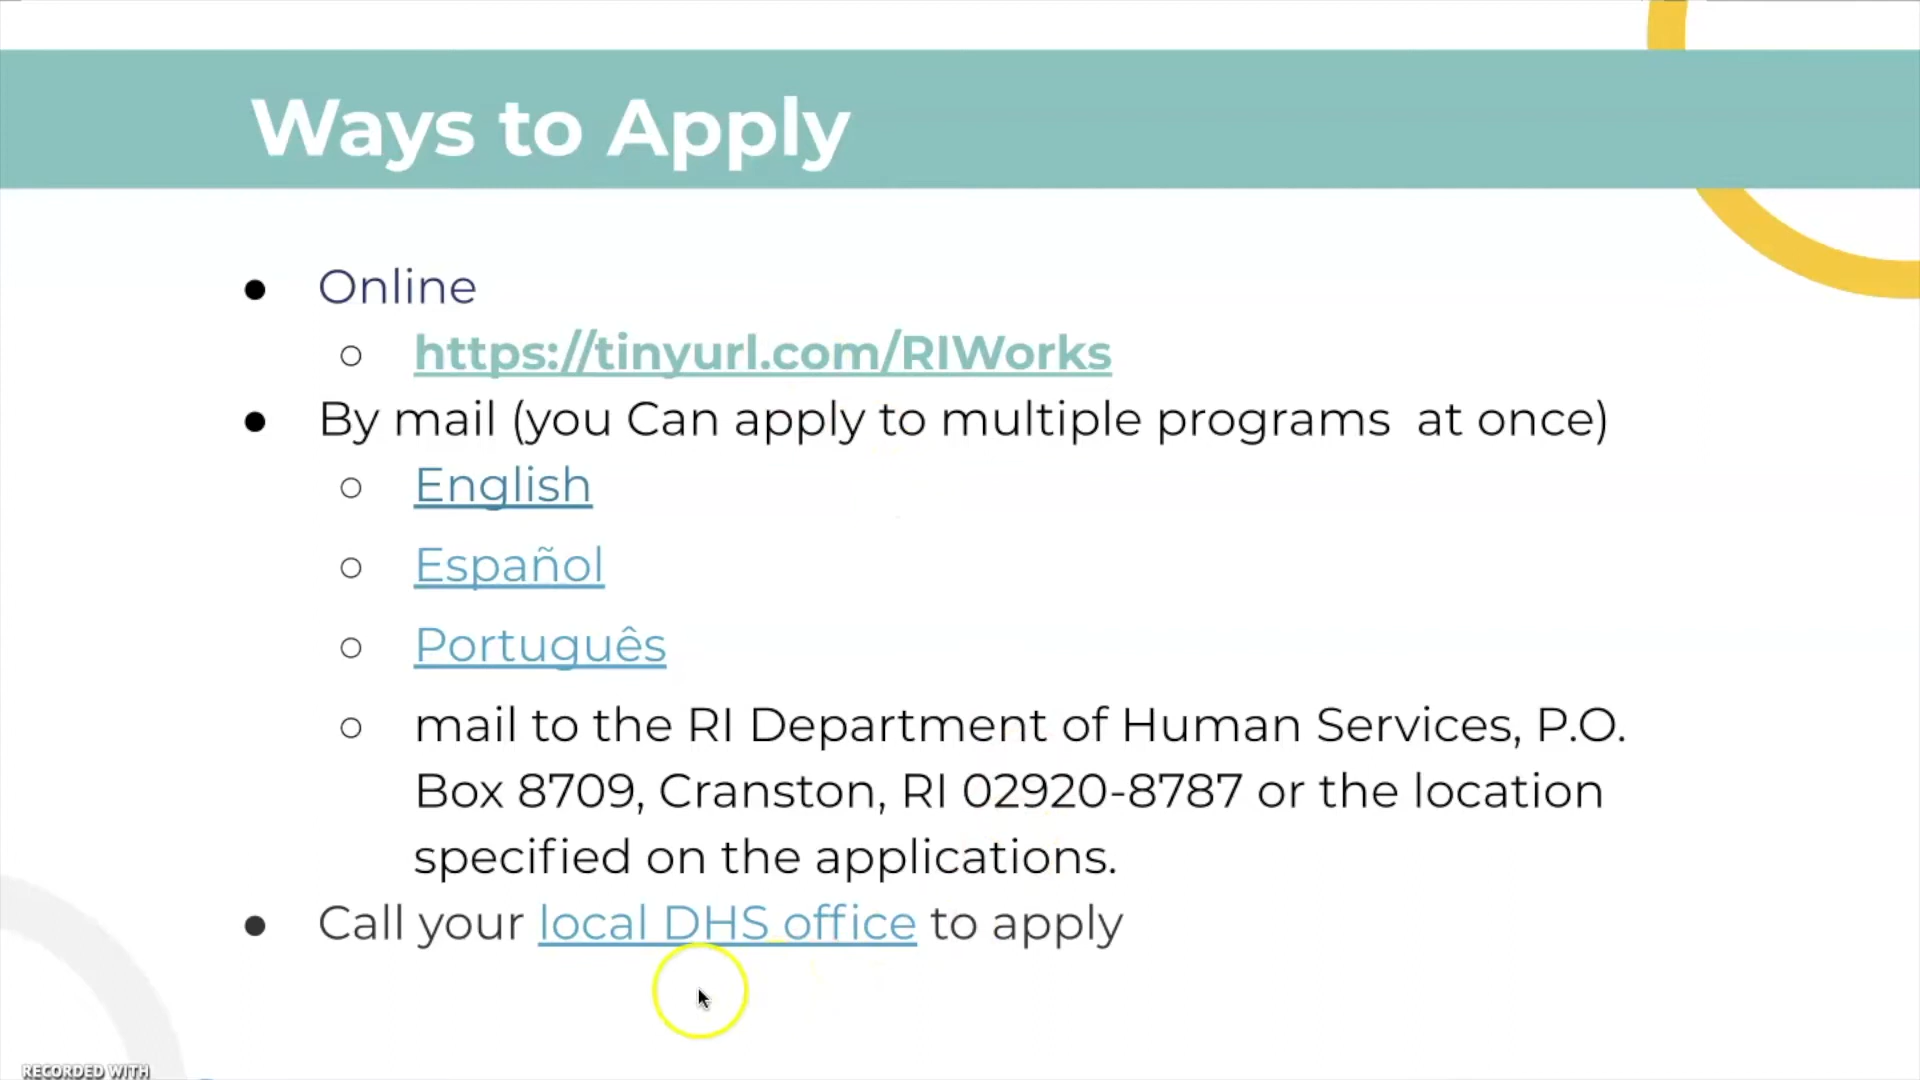 Ways to Apply
● Online
○ https://tinyurl.com/RIWorks
● By mail (you Can apply to multiple programs  at once)
○ English
○ Español
○ Português
○ mail to the RI Department of Human Services, P.O.
Box 8709, Cranston, RI 02920-8787 or the location
specified on the applications.
● Call your local DHS office to apply
RECORDED WITH